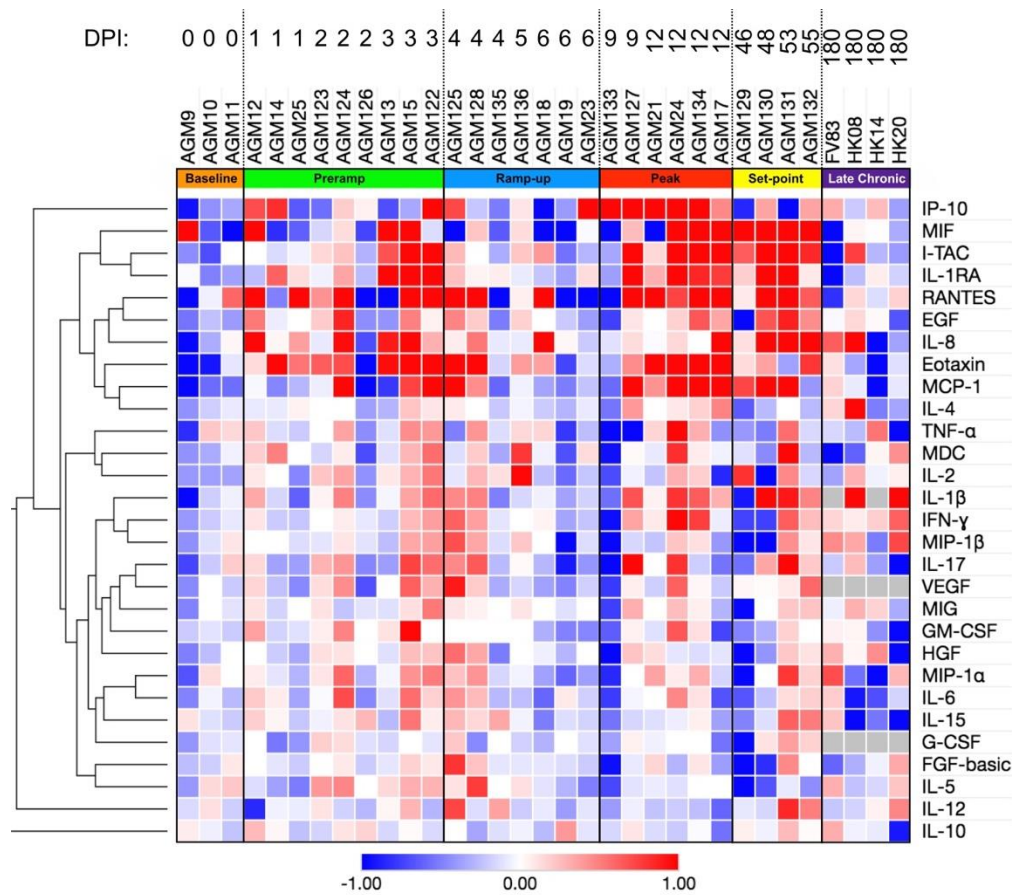 DPI: 0 0 0 1 1 1 2 2 2 3 3 3 4 4 4 5 6 6 6 9 9 12 12 12 12 46 48 53 55 180 180 180 180
AGM9 AGM10 AGM11 AGM12 AGM14 AGM25 AGM123 AGM124 AGM126 AGM13 AGM15 AGM122 AGM125 AGM128 AGM135 AGM136 AGM18 AGM19 AGM23 AGM133 AGM127 AGM21 AGM24 AGM134 AGM17 AGM129 AGM130 AGM131 AGM132 FV83 HK08 HK14 HK20
Baseline Preramp Ramp-up Peak Set-point Late Chronic
IP-10
MIF
I-TAC
IL-1RA
RANTES
EGF
IL-8
Eotaxin
MCP-1
IL-4
TNF-α
MDC
IL-2
IL-1β
IFN-γ
MIP-1β
IL-17
VEGF
MIG
GM-CSF
HGF
MIP-1α
IL-6
IL-15
G-CSF
FGF-basic
IL-5
IL-12
IL-10
-1.00 0.00 1.00